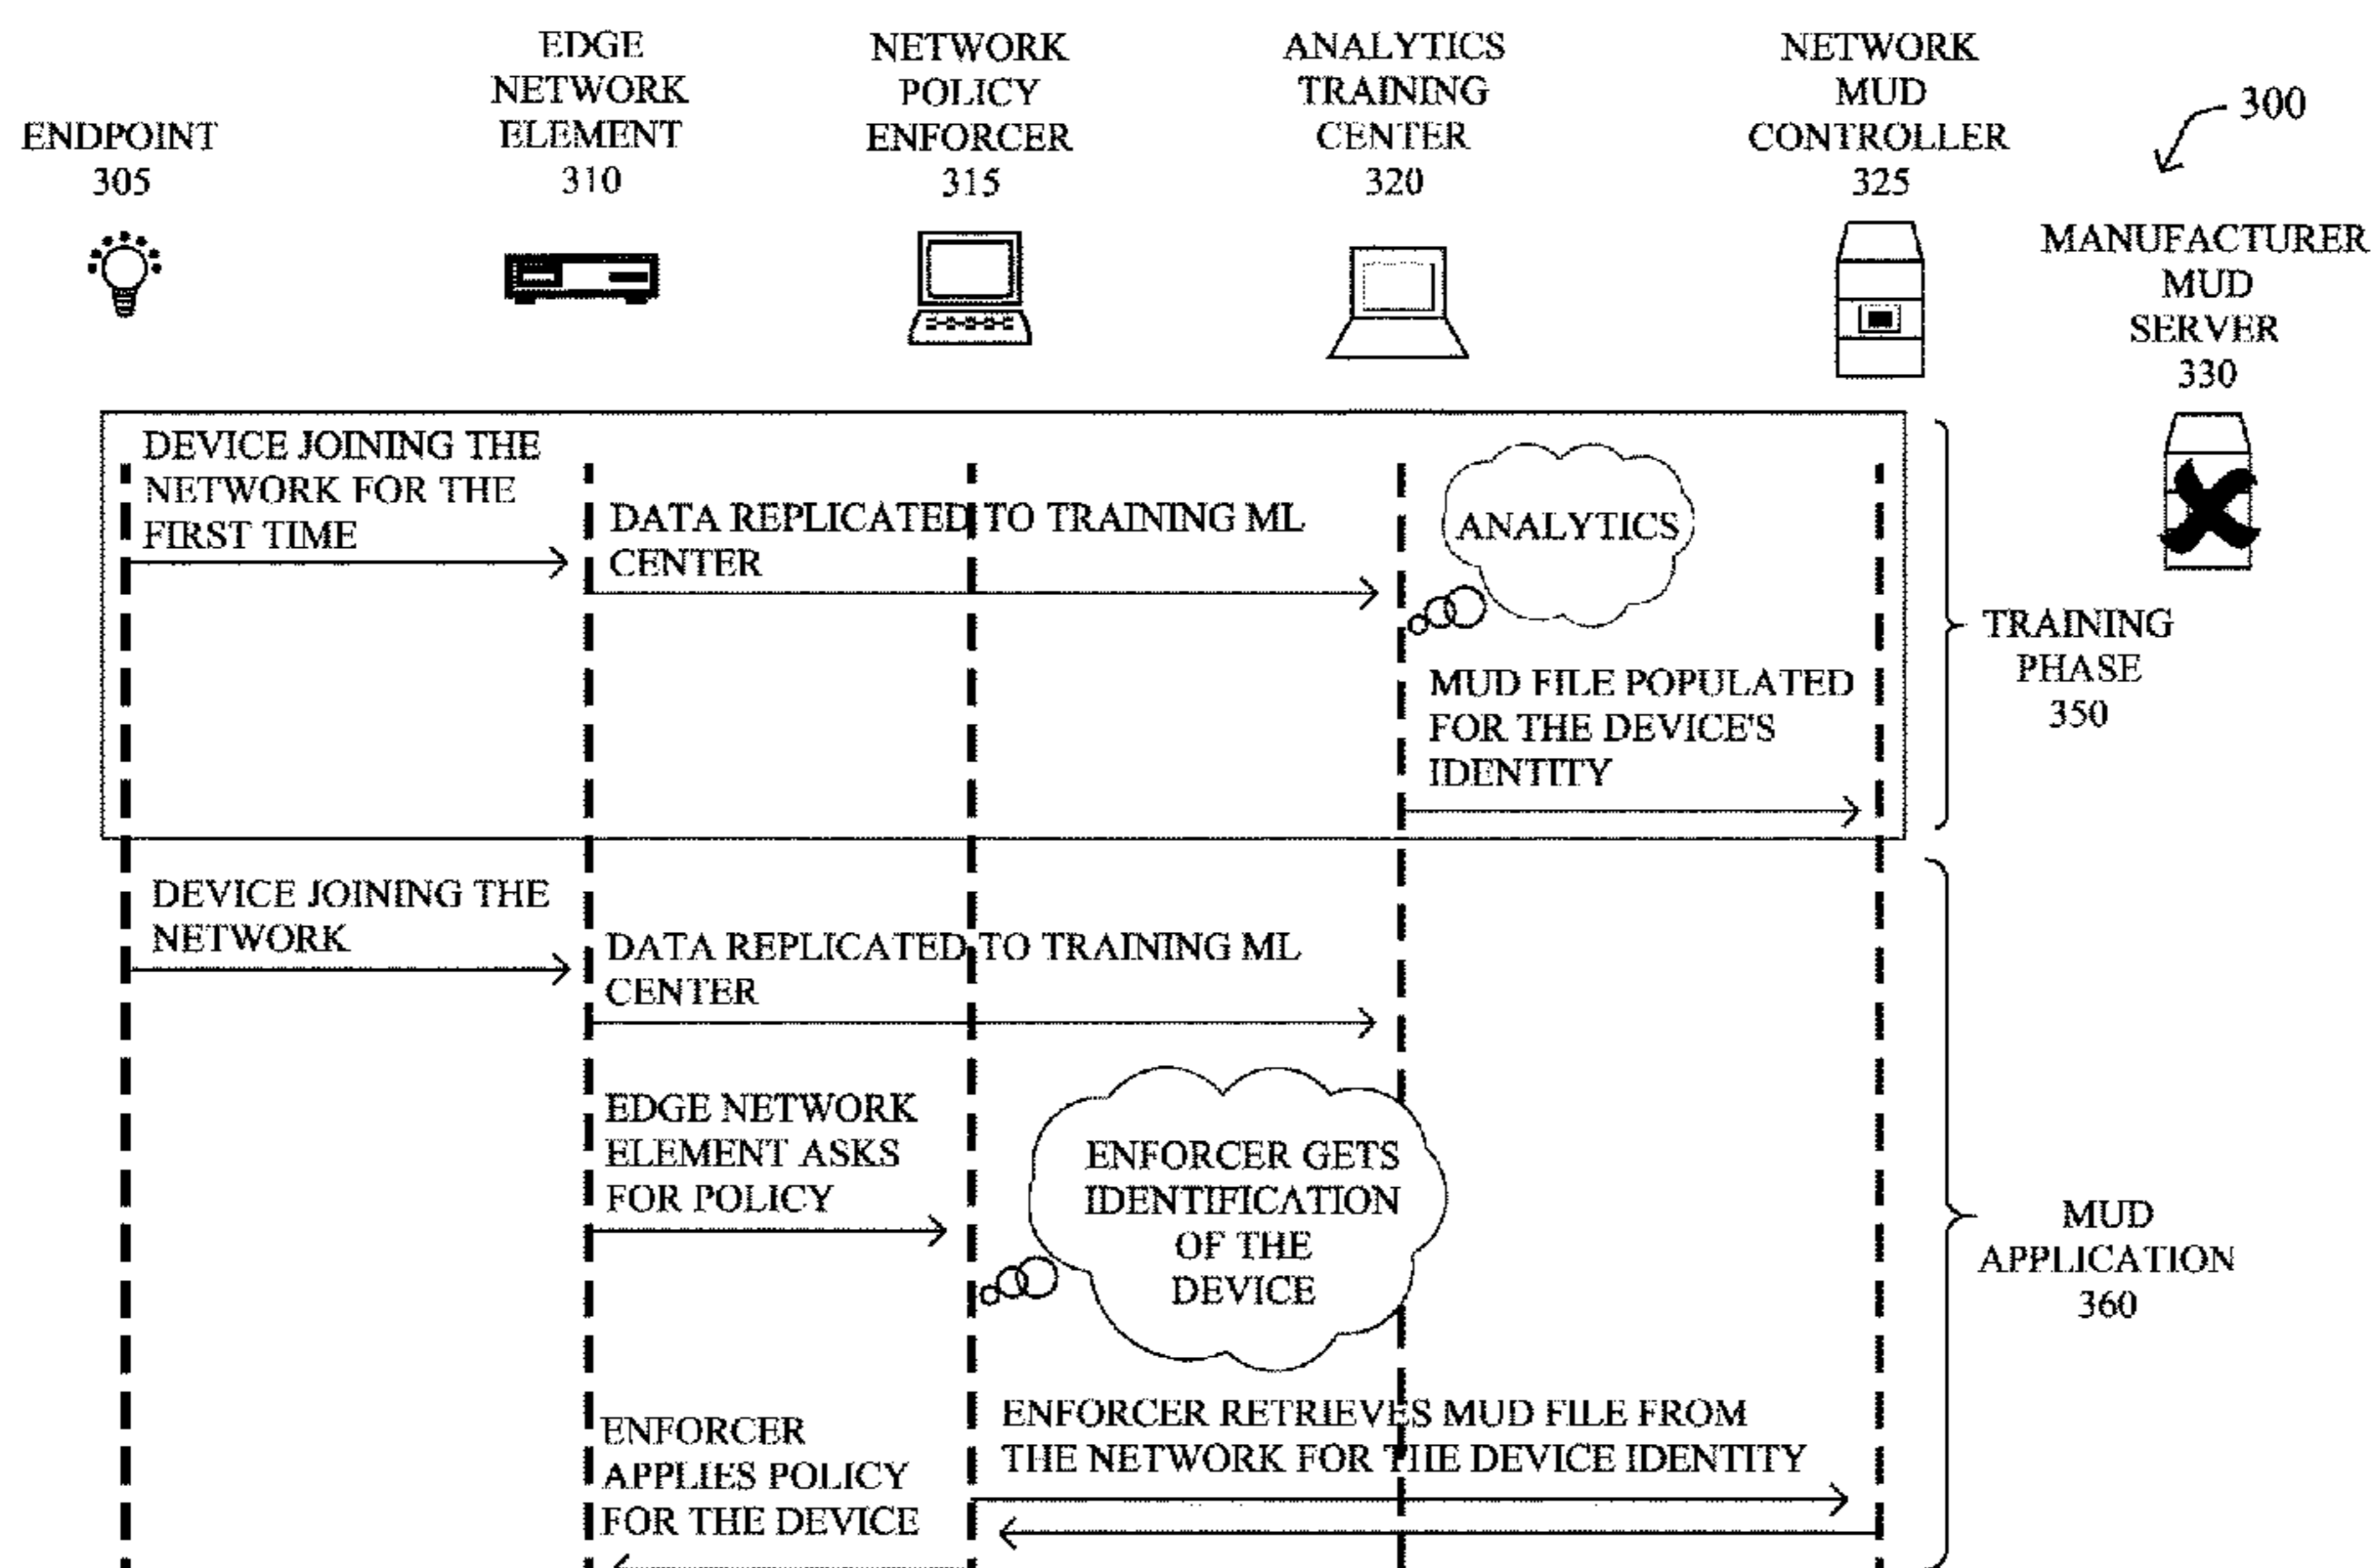 ENDPOINT
305
EDGE
NETWORK
ELEMENT
310
NETWORK
POLICY
ENFORCER
315
ANALYTICS
TRAINING
CENTER
320
NETWORK
MUD
CONTROLLER
325
300
MANUFACTURER
MUD
SERVER
330
DEVICE JOINING THE
NETWORK FOR THE
FIRST TIME
DATA REPLICATED TO TRAINING ML
CENTER
ANALYTICS
MUD FILE POPULATED
FOR THE DEVICE'S
IDENTITY
TRAINING
PHASE
350
DEVICE JOINING THE
NETWORK
DATA REPLICATED TO TRAINING ML
CENTER
EDGE NETWORK
ELEMENT ASKS
FOR POLICY
ENFORCER GETS
IDENTIFICATION
OF THE
DEVICE
MUD
APPLICATION
360
ENFORCER RETRIEVES MUD FILE FROM
THE NETWORK FOR THE DEVICE IDENTITY
ENFORCER
APPLIES POLICY
FOR THE DEVICE